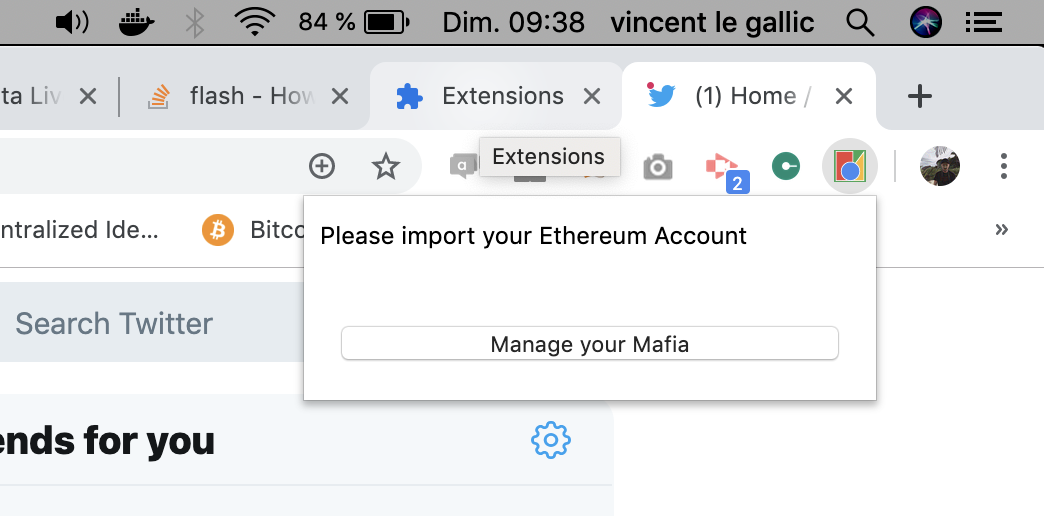 84 % Dim. 09:38 vincent le gallic
ta Liv flash - How Extensions (1) Home /
Extensions
a
2
ntralized Ide... Bitco »
Please import your Ethereum Account
Search Twitter
Manage your Mafia
ends for you